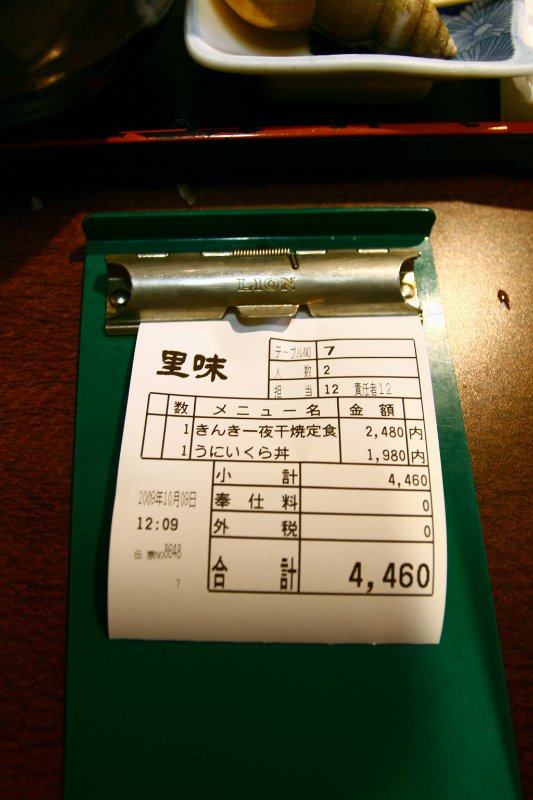 LION
里味
テーブルNO 7
人数 2
担当 12 責任者12
数 メニュー名 金額
1 きんき一夜干焼定食 2,480 内
1 うにいくら丼 1,980 内
小計 4,460
奉仕料 0
外税 0
合計 4,460
2009年10月09日
12:09
伝票NO8648
7